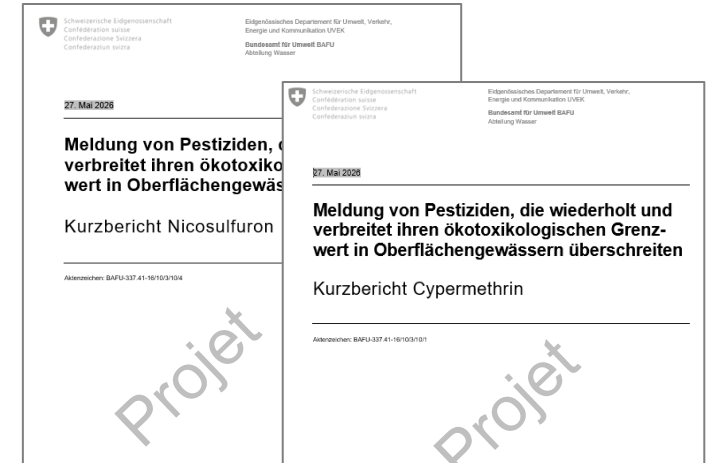 Schweizerische Eidgenossenschaft
Confédération suisse
Confederazione Svizzera
Confederaziun svizra
Eidgenössisches Departement für Umwelt, Verkehr,
Energie und Kommunikation UVEK
Bundesamt für Umwelt BAFU
Abteilung Wasser
27. Mai 2026
Meldung von Pestiziden, d
verbreitet ihren ökotoxiko
wert in Oberflächengewäs
Kurzbericht Nicosulfuron
Aktenzeichen: BAFU-337.41-16/10/3/10/4
Projet
Schweizerische Eidgenossenschaft
Confédération suisse
Confederazione Svizzera
Confederaziun svizra
Eidgenössisches Departement für Umwelt, Verkehr,
Energie und Kommunikation UVEK
Bundesamt für Umwelt BAFU
Abteilung Wasser
27. Mai 2026
Meldung von Pestiziden, die wiederholt und
verbreitet ihren ökotoxikologischen Grenz-
wert in Oberflächengewässern überschreiten
Kurzbericht Cypermethrin
Aktenzeichen: BAFU-337.41-16/10/3/10/1
Projet